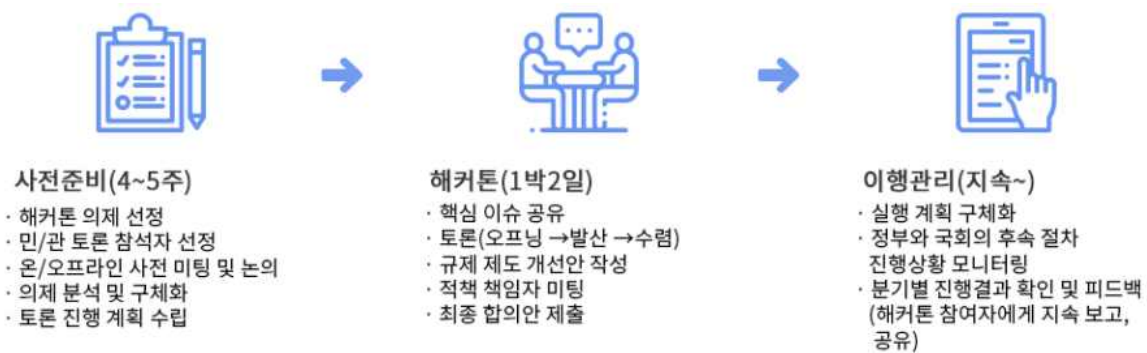 사전준비(4~5주)
· 해커톤 의제 선정
· 민/관 토론 참석자 선정
· 온/오프라인 사전 미팅 및 논의
· 의제 분석 및 구체화
· 토론 진행 계획 수립
해커톤(1박2일)
· 핵심 이슈 공유
· 토론(오프닝 →발산 →수렴)
· 규제 제도 개선안 작성
· 적책 책임자 미팅
· 최종 합의안 제출
이행관리(지속~)
· 실행 계획 구체화
· 정부와 국회의 후속 절차
진행상황 모니터링
· 분기별 진행결과 확인 및 피드백
(해커톤 참여자에게 지속 보고,
공유)